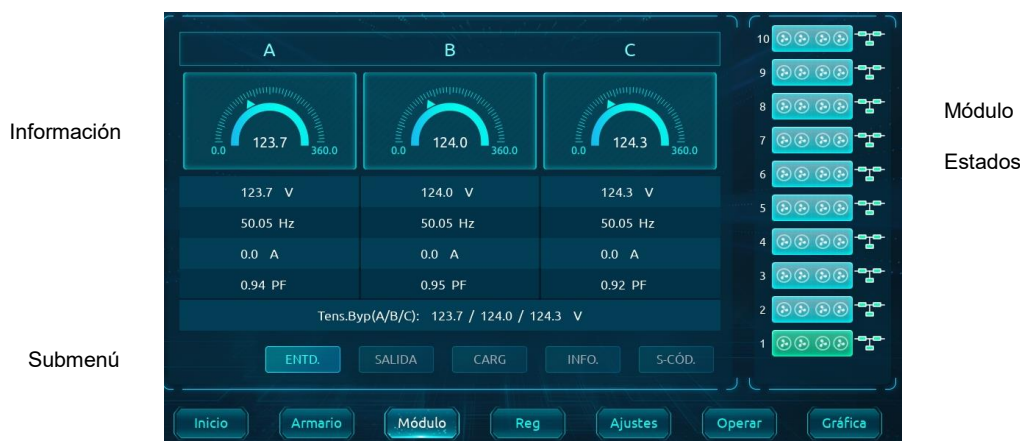 Información
Submenú
A B C
0.0 123.7 360.0
0.0 124.0 360.0
0.0 124.3 360.0
123.7 V 124.0 V 124.3 V
50.05 Hz 50.05 Hz 50.05 Hz
0.0 A 0.0 A 0.0 A
0.94 PF 0.95 PF 0.92 PF
Tens.Byp(A/B/C): 123.7 / 124.0 / 124.3 V
ENTD. SALIDA CARG INFO. S-CÓD.
10
9
8
7
6
5
4
3
2
1
Módulo
Estados
Inicio Armario Módulo Reg Ajustes Operar Gráfica